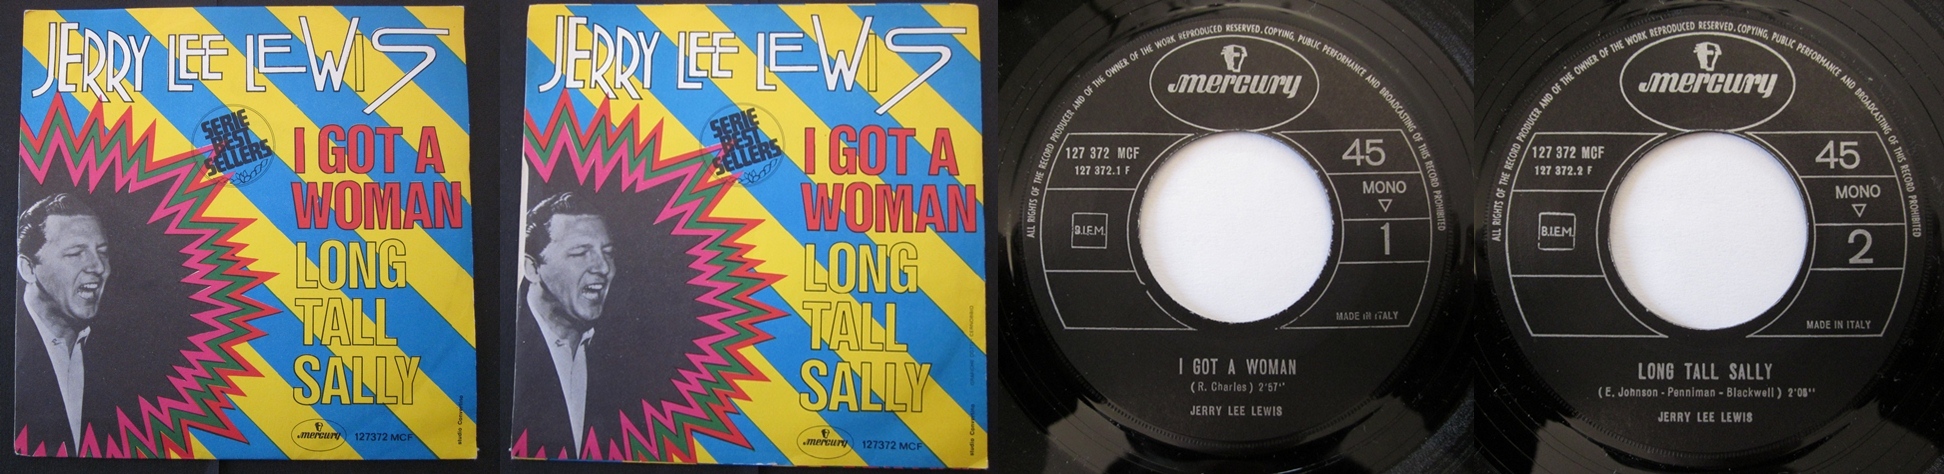 JERRY LEE LEWIS
SERIE
BEST
SELLERS
I GOT A
WOMAN
LONG
TALL
SALLY
mercury 127372 MCF
JERRY LEE LEWIS
SERIE
BEST
SELLERS
I GOT A
WOMAN
LONG
TALL
SALLY
mercury 127372 MCF
ALL RIGHTS OF THE RECORD PRODUCER AND OF THE OWNER OF THE WORK REPRODUCED RESERVED. COPYING, PUBLIC PERFORMANCE AND BROADCASTING OF THIS RECORD PROHIBITED
mercury
127 372 MCF
127 372.1 F
B.I.E.M.
45
MONO
1
MADE IN ITALY
I GOT A WOMAN
(R. Charles) 2'57''
JERRY LEE LEWIS
ALL RIGHTS OF THE RECORD PRODUCER AND OF THE OWNER OF THE WORK REPRODUCED RESERVED. COPYING, PUBLIC PERFORMANCE AND BROADCASTING OF THIS RECORD PROHIBITED
mercury
127 372 MCF
127 372.2 F
B.I.E.M.
45
MONO
2
MADE IN ITALY
LONG TALL SALLY
(E. Johnson - Penniman - Blackwell) 2'05''
JERRY LEE LEWIS